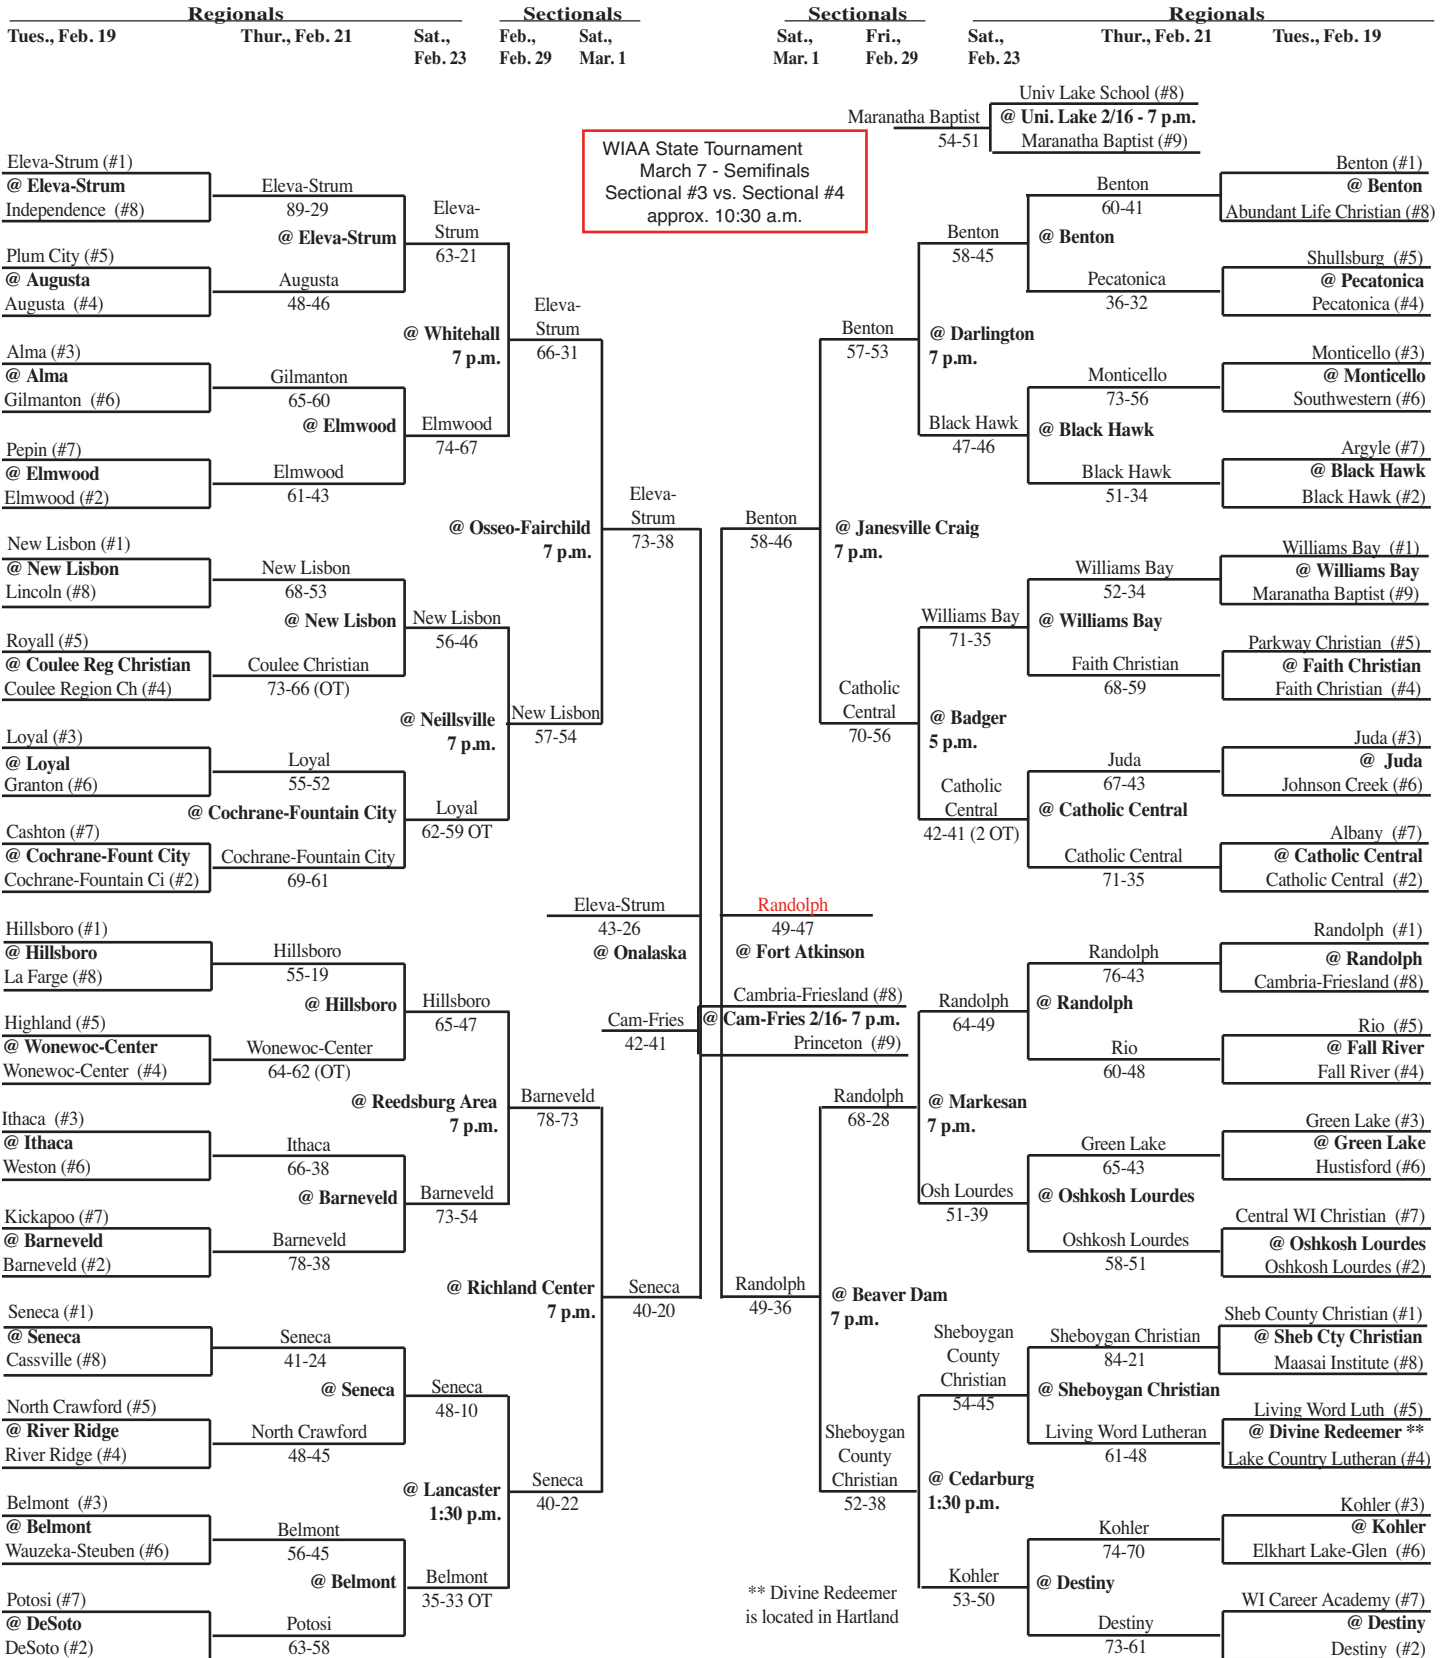 Regionals
Sectionals
Sectionals
Regionals
Tues., Feb. 19
Thur., Feb. 21
Sat.,
Feb. 23
Feb.,
Feb. 29
Sat.,
Mar. 1
Sat.,
Mar. 1
Fri.,
Feb. 29
Sat.,
Feb. 23
Thur., Feb. 21
Tues., Feb. 19
WIAA State Tournament
March 7 - Semifinals
Sectional #3 vs. Sectional #4
approx. 10:30 a.m.
Eleva-Strum (#1)
@ Eleva-Strum
Independence (#8)
Plum City (#5)
@ Augusta
Augusta (#4)
Alma (#3)
@ Alma
Gilmanton (#6)
Pepin (#7)
@ Elmwood
Elmwood (#2)
New Lisbon (#1)
@ New Lisbon
Lincoln (#8)
Royall (#5)
@ Coulee Reg Christian
Coulee Region Ch (#4)
Loyal (#3)
@ Loyal
Granton (#6)
Cashton (#7)
@ Cochrane-Fount City
Cochrane-Fountain Ci (#2)
Hillsboro (#1)
@ Hillsboro
La Farge (#8)
Highland (#5)
@ Wonewoc-Center
Wonewoc-Center (#4)
Ithaca (#3)
@ Ithaca
Weston (#6)
Kickapoo (#7)
@ Barneveld
Barneveld (#2)
Seneca (#1)
@ Seneca
Cassville (#8)
North Crawford (#5)
@ River Ridge
River Ridge (#4)
Belmont (#3)
@ Belmont
Wauzeka-Steuben (#6)
Potosi (#7)
@ DeSoto
DeSoto (#2)
Eleva-Strum
89-29
@ Eleva-Strum
Augusta
48-46
Gilmanton
65-60
@ Elmwood
Elmwood
61-43
New Lisbon
68-53
@ New Lisbon
Coulee Christian
73-66 (OT)
Loyal
55-52
@ Cochrane-Fountain City
Cochrane-Fountain City
69-61
Hillsboro
55-19
@ Hillsboro
Wonewoc-Center
64-62 (OT)
Ithaca
66-38
@ Barneveld
Barneveld
78-38
Seneca
41-24
@ Seneca
North Crawford
48-45
Belmont
56-45
@ Belmont
Potosi
63-58
Eleva-
Strum
63-21
@ Whitehall
7 p.m.
Elmwood
74-67
New Lisbon
56-46
@ Neillsville
7 p.m.
Loyal
62-59 OT
Hillsboro
65-47
@ Reedsburg Area
7 p.m.
Barneveld
73-54
Seneca
48-10
@ Lancaster
1:30 p.m.
Belmont
35-33 OT
Eleva-
Strum
66-31
@ Osseo-Fairchild
7 p.m.
New Lisbon
57-54
Barneveld
78-73
@ Richland Center
7 p.m.
Seneca
40-22
Eleva-
Strum
73-38
Eleva-Strum
43-26
@ Onalaska
Seneca
40-20
Cam-Fries
42-41
Cambria-Friesland (#8)
@ Cam-Fries 2/16- 7 p.m.
Princeton (#9)
Randolph
49-47
@ Fort Atkinson
Benton
58-46
Randolph
49-36
Benton
57-53
@ Janesville Craig
7 p.m.
Catholic
Central
70-56
Randolph
68-28
@ Beaver Dam
7 p.m.
Sheboygan
County
Christian
52-38
** Divine Redeemer
is located in Hartland
Benton
58-45
@ Darlington
7 p.m.
Black Hawk
47-46
Williams Bay
71-35
@ Badger
5 p.m.
Catholic
Central
42-41 (2 OT)
Randolph
64-49
@ Markesan
7 p.m.
Osh Lourdes
51-39
Sheboygan
County
Christian
54-45
@ Cedarburg
1:30 p.m.
Kohler
53-50
Maranatha Baptist
54-51
Univ Lake School (#8)
@ Uni. Lake 2/16 - 7 p.m.
Maranatha Baptist (#9)
Benton
60-41
@ Benton
Pecatonica
36-32
Monticello
73-56
@ Black Hawk
Black Hawk
51-34
Williams Bay
52-34
@ Williams Bay
Faith Christian
68-59
Juda
67-43
@ Catholic Central
Catholic Central
71-35
Randolph
76-43
@ Randolph
Rio
60-48
Green Lake
65-43
@ Oshkosh Lourdes
Oshkosh Lourdes
58-51
Sheboygan Christian
84-21
@ Sheboygan Christian
Living Word Lutheran
61-48
Kohler
74-70
@ Destiny
Destiny
73-61
Benton (#1)
@ Benton
Abundant Life Christian (#8)
Shullsburg (#5)
@ Pecatonica
Pecatonica (#4)
Monticello (#3)
@ Monticello
Southwestern (#6)
Argyle (#7)
@ Black Hawk
Black Hawk (#2)
Williams Bay (#1)
@ Williams Bay
Maranatha Baptist (#9)
Parkway Christian (#5)
@ Faith Christian
Faith Christian (#4)
Juda (#3)
@ Juda
Johnson Creek (#6)
Albany (#7)
@ Catholic Central
Catholic Central (#2)
Randolph (#1)
@ Randolph
Cambria-Friesland (#8)
Rio (#5)
@ Fall River
Fall River (#4)
Green Lake (#3)
@ Green Lake
Hustisford (#6)
Central WI Christian (#7)
@ Oshkosh Lourdes
Oshkosh Lourdes (#2)
Sheb County Christian (#1)
@ Sheb Cty Christian
Maasai Institute (#8)
Living Word Luth (#5)
@ Divine Redeemer **
Lake Country Lutheran (#4)
Kohler (#3)
@ Kohler
Elkhart Lake-Glen (#6)
WI Career Academy (#7)
@ Destiny
Destiny (#2)